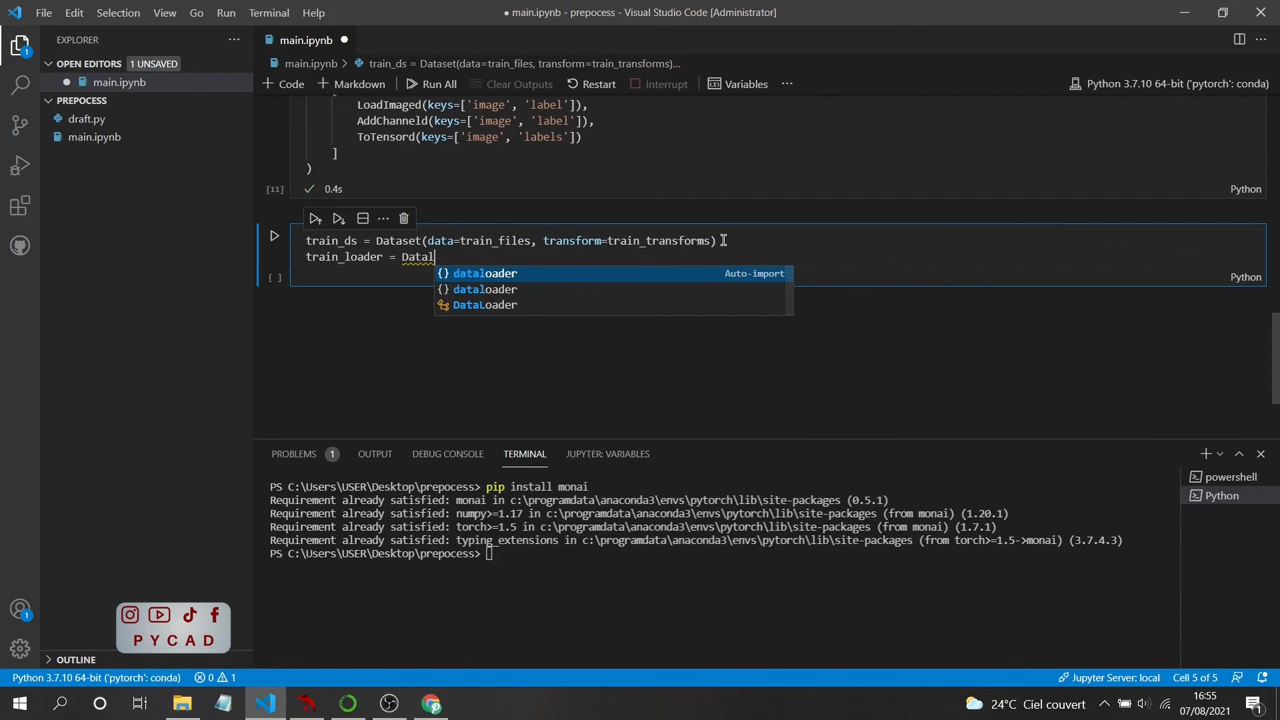 File Edit Selection View Go Run Terminal Help
● main.ipynb - prepocess - Visual Studio Code [Administrator]
EXPLORER
OPEN EDITORS 1 UNSAVED
main.ipynb
PREPOCESS
draft.py
main.ipynb
OUTLINE
main.ipynb
main.ipynb > train_ds = Dataset(data=train_files, transform=train_transforms)...
+ Code + Markdown Run All Clear Outputs Restart Interrupt Variables ... Python 3.7.10 64-bit ('pytorch': conda)
LoadImaged(keys=['image', 'label']),
AddChanneld(keys=['image', 'label']),
ToTensord(keys=['image', 'labels'])
]
)
[11] ✓ 0.4s Python
train_ds = Dataset(data=train_files, transform=train_transforms)
train_loader = Datal
{} dataloader Auto-import
{} dataloader
DataLoader
[ ] Python
PROBLEMS 1 OUTPUT DEBUG CONSOLE TERMINAL JUPYTER: VARIABLES
PS C:\Users\USER\Desktop\prepocess> pip install monai
Requirement already satisfied: monai in c:\programdata\anaconda3\envs\pytorch\lib\site-packages (0.5.1)
Requirement already satisfied: numpy>=1.17 in c:\programdata\anaconda3\envs\pytorch\lib\site-packages (from monai) (1.20.1)
Requirement already satisfied: torch>=1.5 in c:\programdata\anaconda3\envs\pytorch\lib\site-packages (from monai) (1.7.1)
Requirement already satisfied: typing_extensions in c:\programdata\anaconda3\envs\pytorch\lib\site-packages (from torch>=1.5->monai) (3.7.4.3)
PS C:\Users\USER\Desktop\prepocess>
powershell
Python
PYCAD
Python 3.7.10 64-bit ('pytorch': conda) 0 1 Jupyter Server: local Cell 5 of 5
24°C Ciel couvert
16:55
07/08/2021